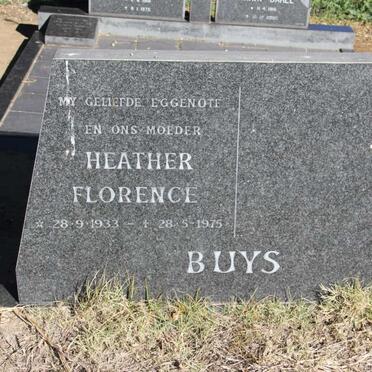 MY GELIEFDE EGGENOTE
EN ONS MOEDER
HEATHER
FLORENCE
☆ 28·9·1933 – ✝ 28·5·1975
BUYS